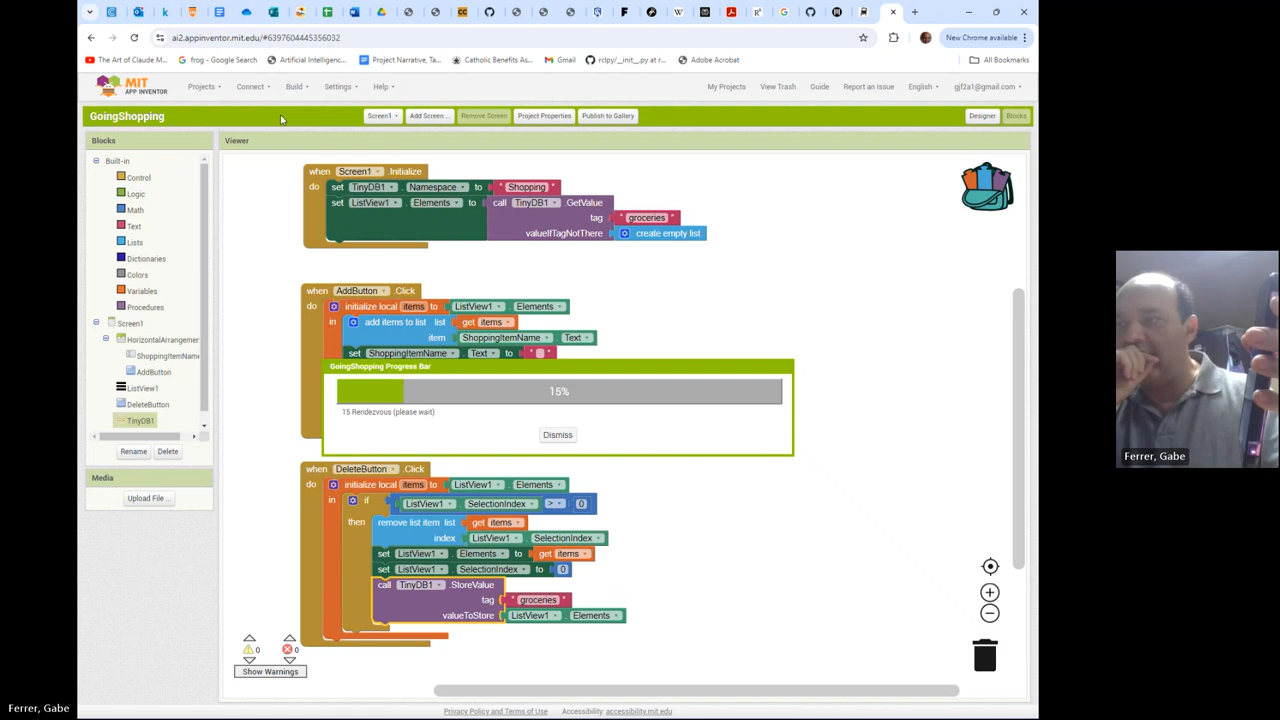 ai2.appinventor.mit.edu/#6397604445356032
New Chrome available
The Art of Claude M...
frog - Google Search
Artificial Intelligenc...
Project Narrative, Ta...
Catholic Benefits As...
Gmail
rclpy/__init__.py at r...
Adobe Acrobat
All Bookmarks
MIT
APP INVENTOR
Projects
Connect
Build
Settings
Help
My Projects
View Trash
Guide
Report an Issue
English
gjf2a1@gmail.com
GoingShopping
Screen1
Add Screen ...
Remove Screen
Project Properties
Publish to Gallery
Designer
Blocks
Blocks
Built-in
Control
Logic
Math
Text
Lists
Dictionaries
Colors
Variables
Procedures
Screen1
HorizontalArrangemen
ShoppingItemName
AddButton
ListView1
DeleteButton
TinyDB1
Rename
Delete
Media
Upload File ...
Viewer
when Screen1 .Initialize
do set TinyDB1 . Namespace to " Shopping "
set ListView1 . Elements to call TinyDB1 .GetValue
tag " groceries "
valueIfTagNotThere create empty list
when AddButton .Click
do initialize local items to ListView1 . Elements
in add items to list list get items
item ShoppingItemName . Text
set ShoppingItemName . Text to " "
GoingShopping Progress Bar
15%
15 Rendezvous (please wait)
Dismiss
when DeleteButton .Click
do initialize local items to ListView1 . Elements
in if ListView1 . SelectionIndex > 0
then remove list item list get items
index ListView1 . SelectionIndex
set ListView1 . Elements to get items
set ListView1 . SelectionIndex to 0
call TinyDB1 .StoreValue
tag " groceries "
valueToStore ListView1 . Elements
0
0
Show Warnings
Privacy Policy and Terms of Use
Accessibility: accessibility.mit.edu
Ferrer, Gabe
Ferrer, Gabe